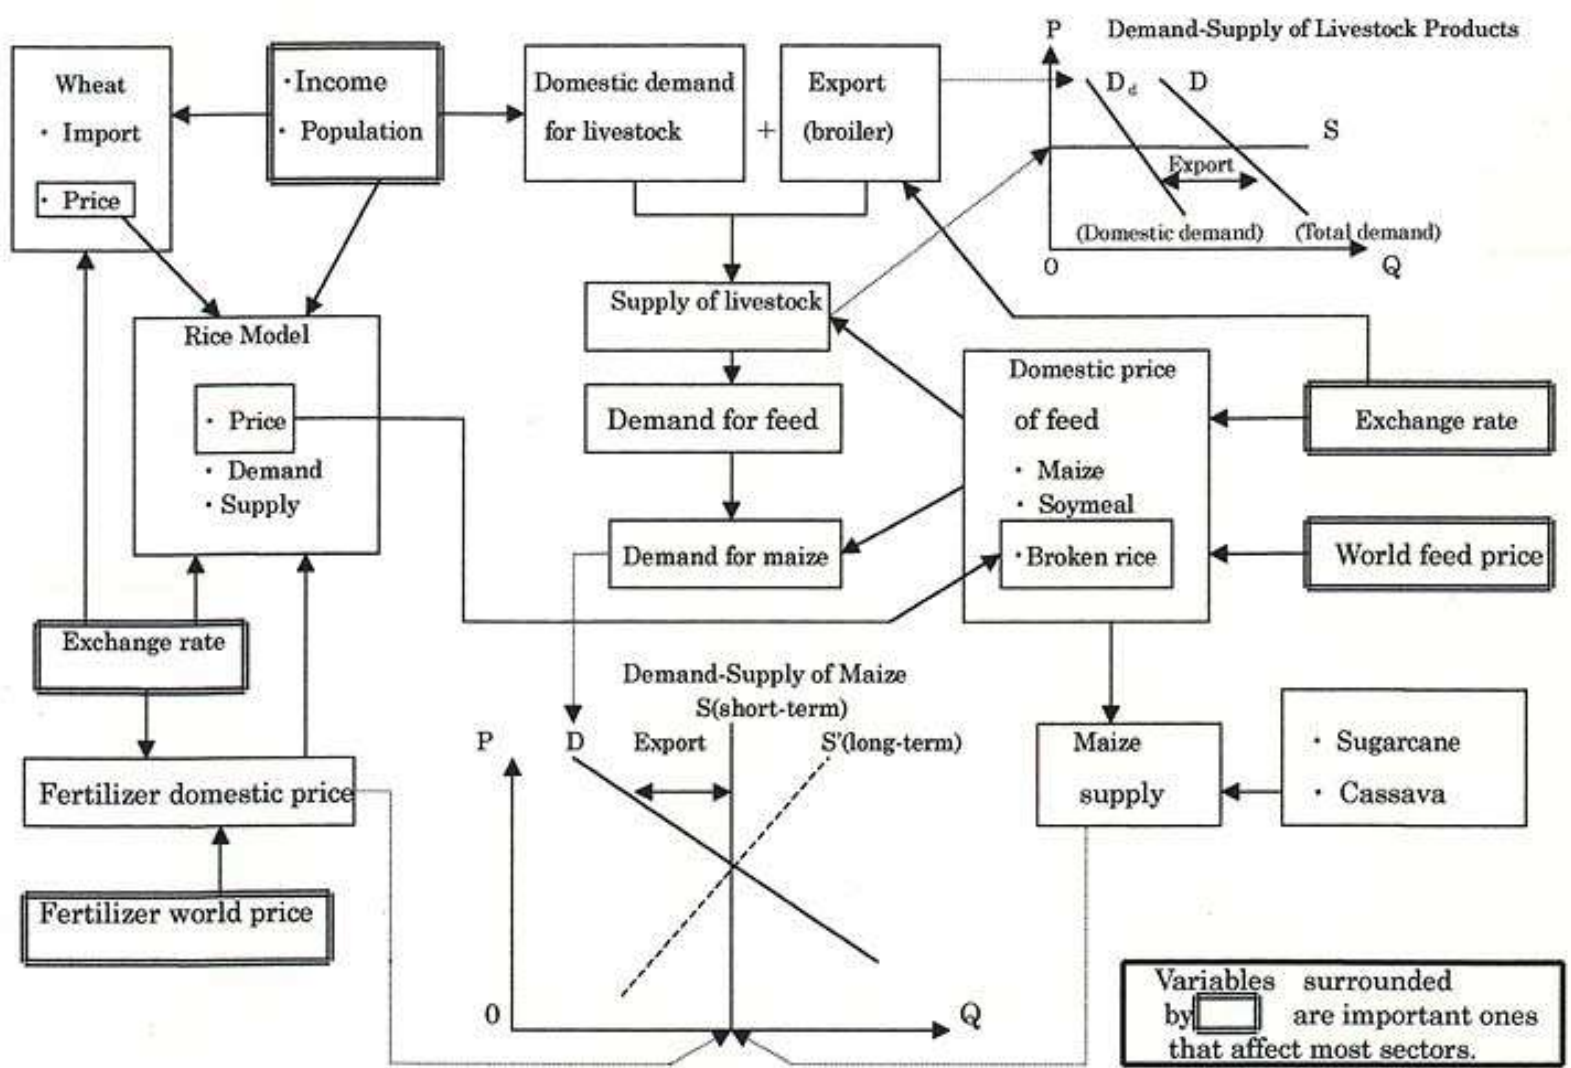 Wheat
· Import
· Price
· Income
· Population
Domestic demand
for livestock
+
Export
(broiler)
Demand-Supply of Livestock Products
P
D d
D
S
Export
(Domestic demand)
(Total demand)
0
Q
Rice Model
· Price
· Demand
· Supply
Supply of livestock
Demand for feed
Demand for maize
Domestic price
of feed
· Maize
· Soymeal
· Broken rice
Exchange rate
World feed price
Exchange rate
Fertilizer domestic price
Fertilizer world price
Demand-Supply of Maize
S(short-term)
P
D
Export
S'(long-term)
0
Q
Maize
supply
· Sugarcane
· Cassava
Variables surrounded
by are important ones
that affect most sectors.